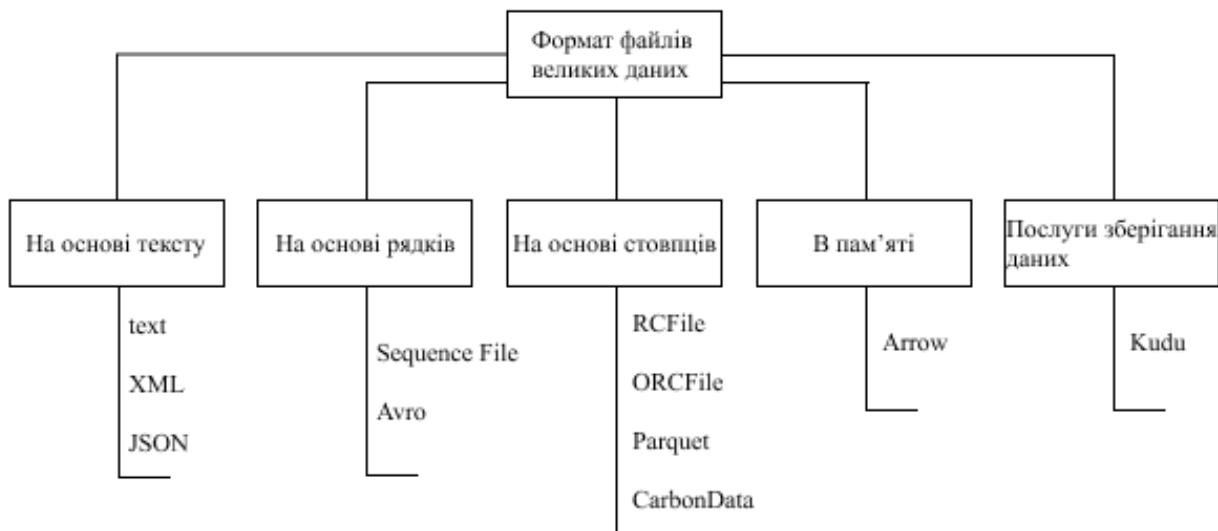 Формат файлів
великих даних
На основі тексту
На основі рядків
На основі стовпців
В пам’яті
Послуги зберігання
даних
text
XML
JSON
Sequence File
Avro
RCFile
ORCFile
Parquet
CarbonData
Arrow
Kudu